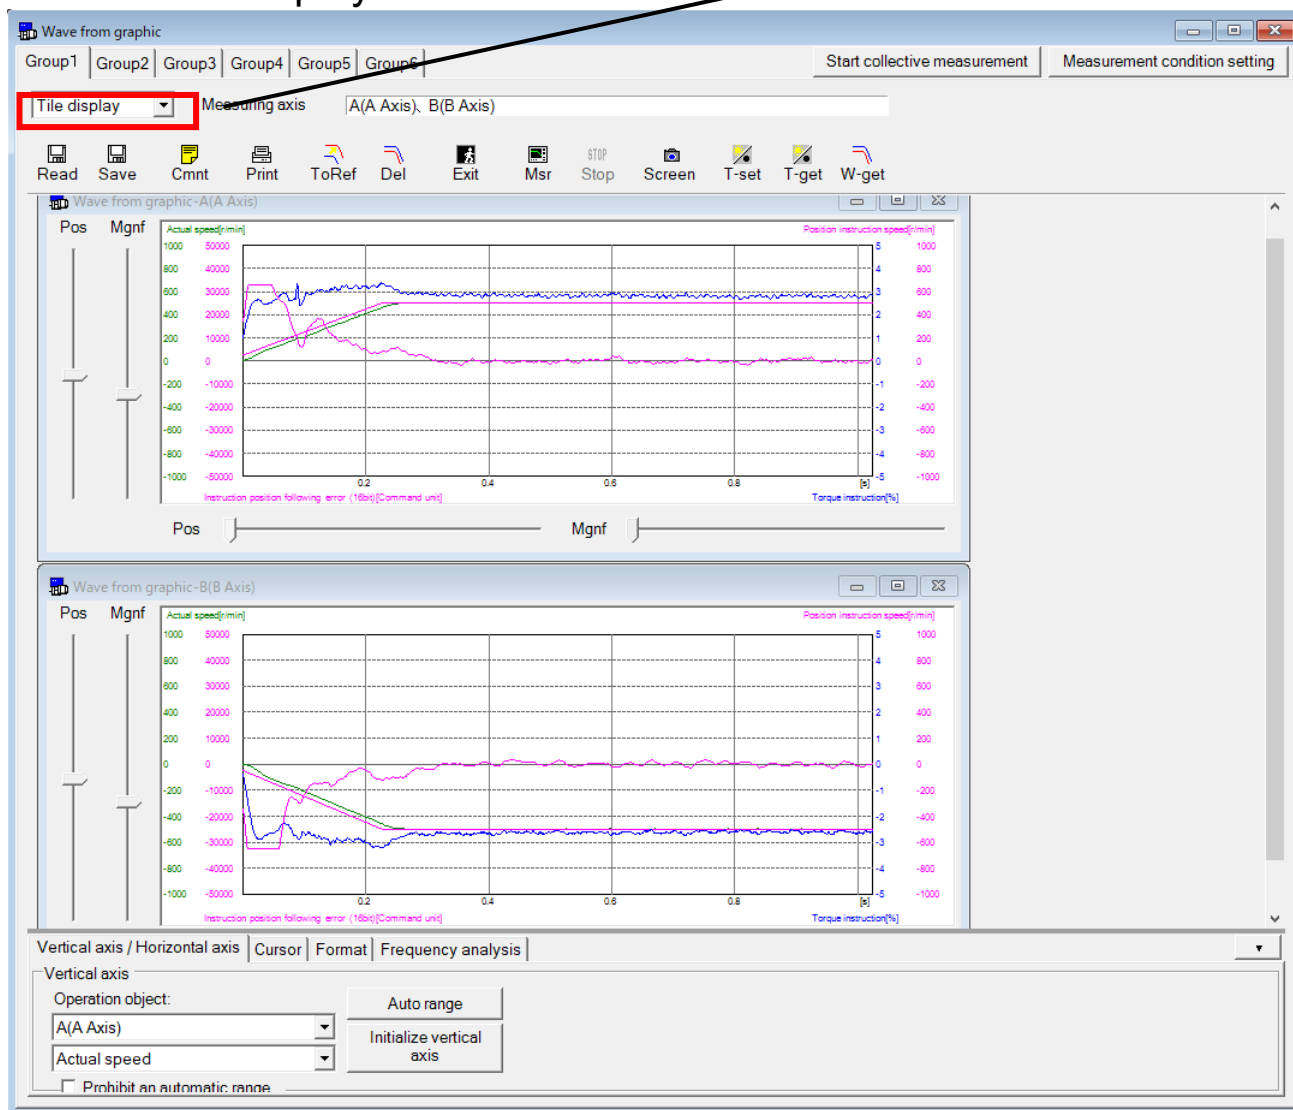 Wave from graphic
Group1 Group2 Group3 Group4 Group5 Group6 Start collective measurement Measurement condition setting
Tile display Measuring axis A(A Axis)、B(B Axis)
STOP
Read Save Cmnt Print ToRef Del Exit Msr Stop Screen T-set T-get W-get
Wave from graphic-A(A Axis)
Pos Mgnf Actual speed[r/min] Position instruction speed[r/min]
1000 50000 5 1000
800 40000 4 800
600 30000 3 600
400 20000 2 400
200 10000 1 200
0 0 0 0
-200 -10000 -1 -200
-400 -20000 -2 -400
-600 -30000 -3 -600
-800 -40000 -4 -800
-1000 -50000 -5 -1000
0.2 0.4 0.6 0.8 [s]
Instruction position following error (16bit)[Command unit] Torque instruction[%]
Pos Mgnf
Wave from graphic-B(B Axis)
Pos Mgnf Actual speed[r/min] Position instruction speed[r/min]
1000 50000 5 1000
800 40000 4 800
600 30000 3 600
400 20000 2 400
200 10000 1 200
0 0 0 0
-200 -10000 -1 -200
-400 -20000 -2 -400
-600 -30000 -3 -600
-800 -40000 -4 -800
-1000 -50000 -5 -1000
0.2 0.4 0.6 0.8 [s]
Instruction position following error (16bit)[Command unit] Torque instruction[%]
Vertical axis / Horizontal axis Cursor Format Frequency analysis
Vertical axis
Operation object:
A(A Axis)
Actual speed
Auto range
Initialize vertical
axis
Prohibit an automatic range